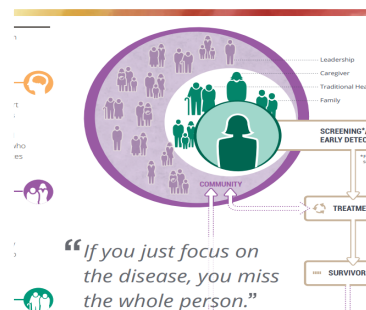 Leadership
Caregiver
Traditional Hea
Family
SCREENING*,
EARLY DETEC
COMMUNITY
TREATME
SURVIVOR
“If you just focus on
the disease, you miss
the whole person.”